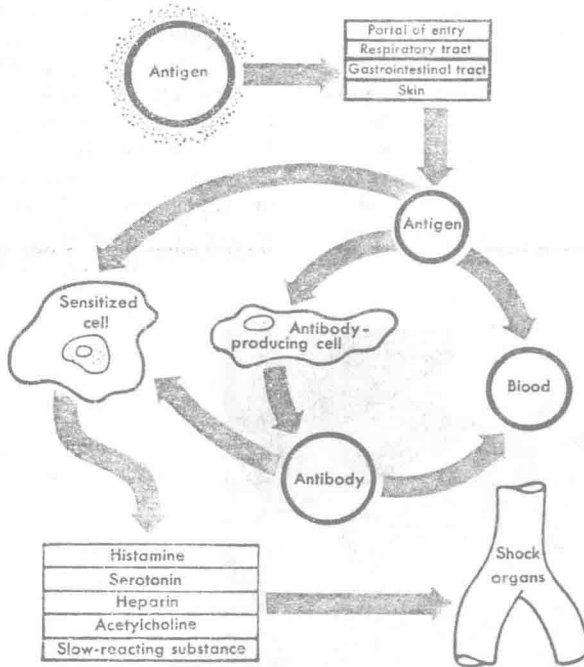 Antigen
Portal of entry
Respiratory tract
Gastrointestinal tract
Skin
Antigen
Sensitized
cell
Antibody-
producing cell
Blood
Antibody
Histamine
Serotonin
Heparin
Acetylcholine
Slow-reacting substance
Shock
organs